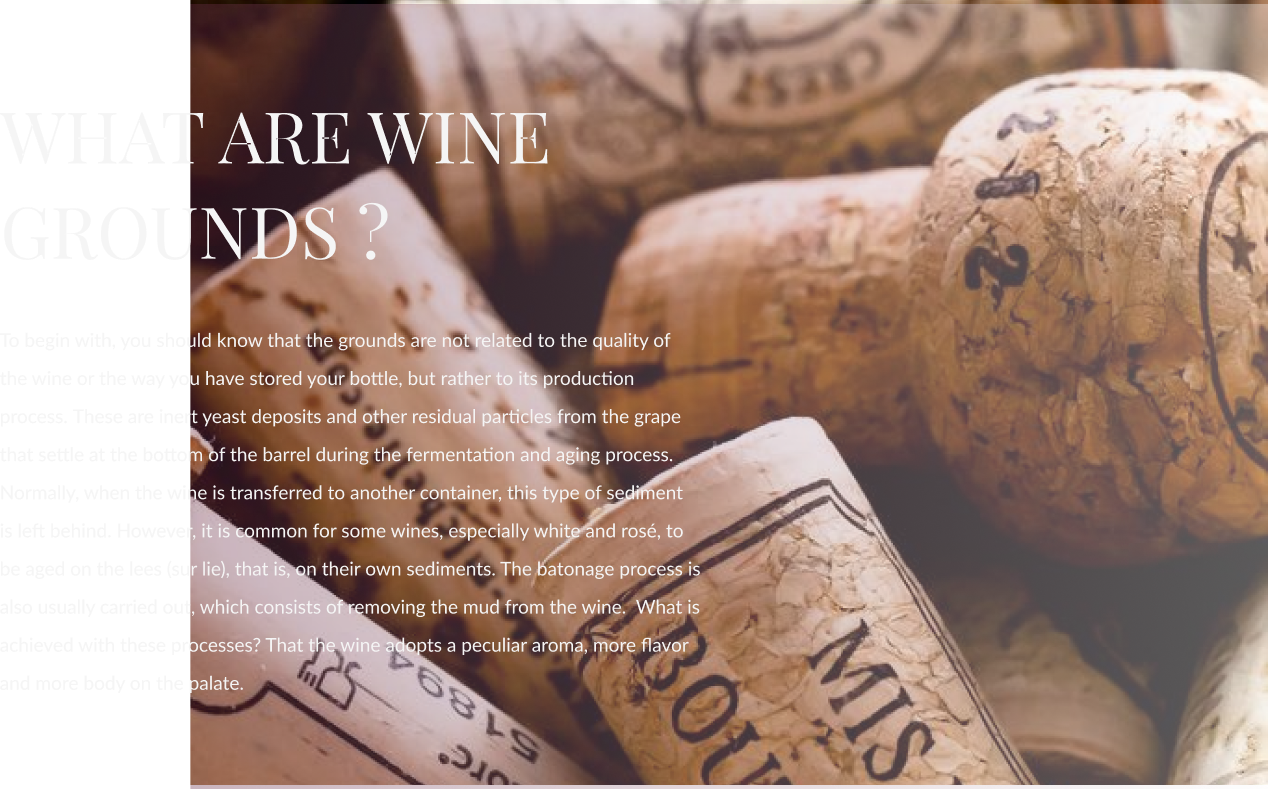 WHAT ARE WINE
GROUNDS ?
To begin with, you should know that the grounds are not related to the quality of
the wine or the way you have stored your bottle, but rather to its production
process. These are inert yeast deposits and other residual particles from the grape
that settle at the bottom of the barrel during the fermentation and aging process.
Normally, when the wine is transferred to another container, this type of sediment
is left behind. However, it is common for some wines, especially white and rosé, to
be aged on the lees (sur lie), that is, on their own sediments. The batonage process is
also usually carried out, which consists of removing the mud from the wine.  What is
achieved with these processes? That the wine adopts a peculiar aroma, more flavor
and more body on the palate.
CREST
12
51894
MIS
BOU